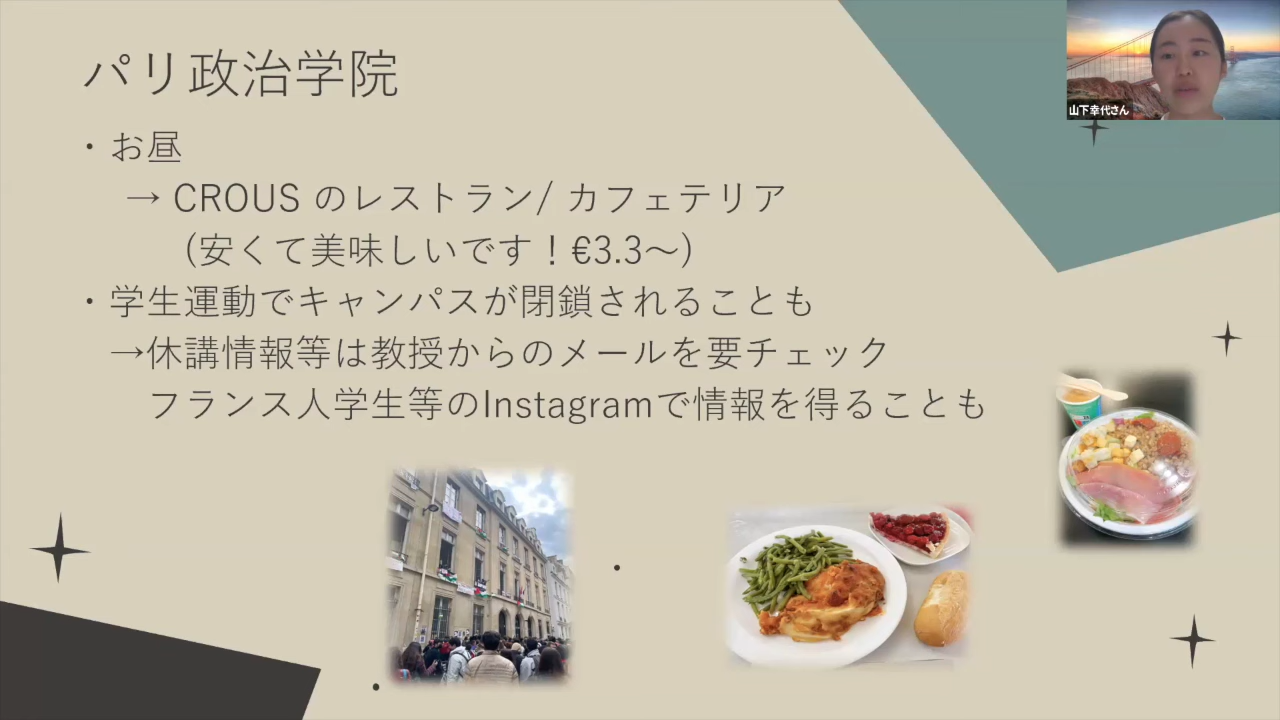 パリ政治学院
・お昼
→ CROUS のレストラン/ カフェテリア
(安くて美味しいです！€3.3～)
・学生運動でキャンパスが閉鎖されることも
→休講情報等は教授からのメールを要チェック
フランス人学生等のInstagramで情報を得ることも
山下幸代さん